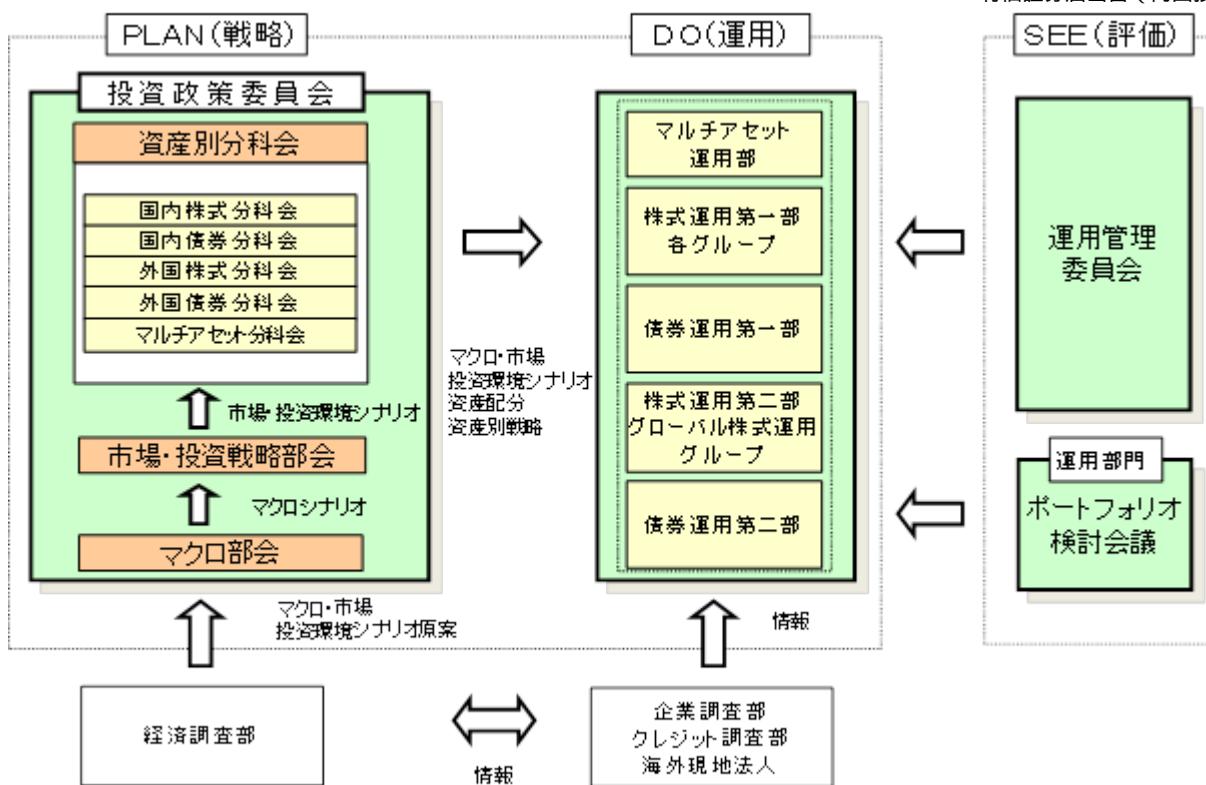 PLAN(戦略)
投資政策委員会
資産別分科会
国内株式分科会
国内債券分科会
外国株式分科会
外国債券分科会
マルチアセット分科会
市場・投資環境シナリオ
市場・投資戦略部会
マクロシナリオ
マクロ部会
マクロ・市場
投資環境シナリオ原案
経済調査部
マクロ・市場
投資環境シナリオ
資産配分
資産別戦略
情報
DO(運用)
マルチアセット
運用部
株式運用第一部
各グループ
債券運用第一部
株式運用第二部
グローバル株式運用
グループ
債券運用第二部
情報
企業調査部
クレジット調査部
海外現地法人
SEE(評価)
運用管理
委員会
運用部門
ポートフォリオ
検討会議